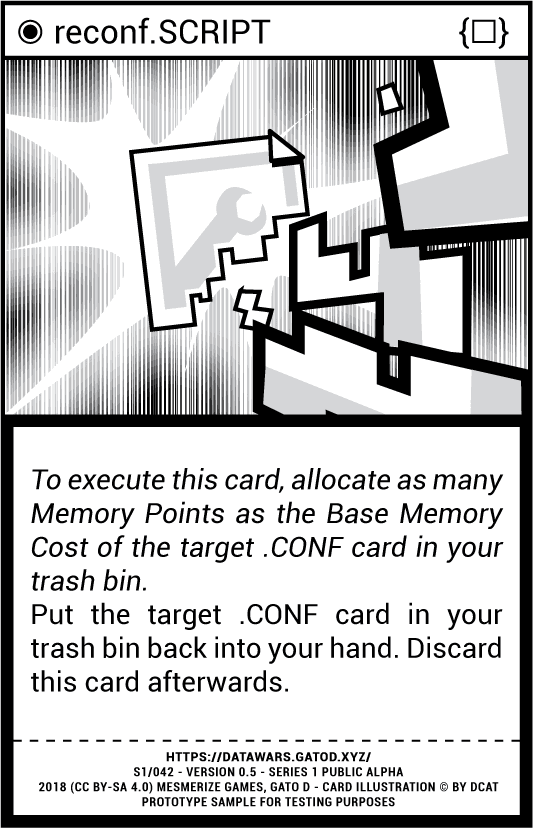 ◉ reconf.SCRIPT {□}
To execute this card, allocate as many
Memory Points as the Base Memory
Cost of the target .CONF card in your
trash bin.
Put the target .CONF card in your
trash bin back into your hand. Discard
this card afterwards.
HTTPS://DATAWARS.GATOD.XYZ/
S1/042 - VERSION 0.5 - SERIES 1 PUBLIC ALPHA
2018 (CC BY-SA 4.0) MESMERIZE GAMES, GATO D - CARD ILLUSTRATION © BY DCAT
PROTOTYPE SAMPLE FOR TESTING PURPOSES